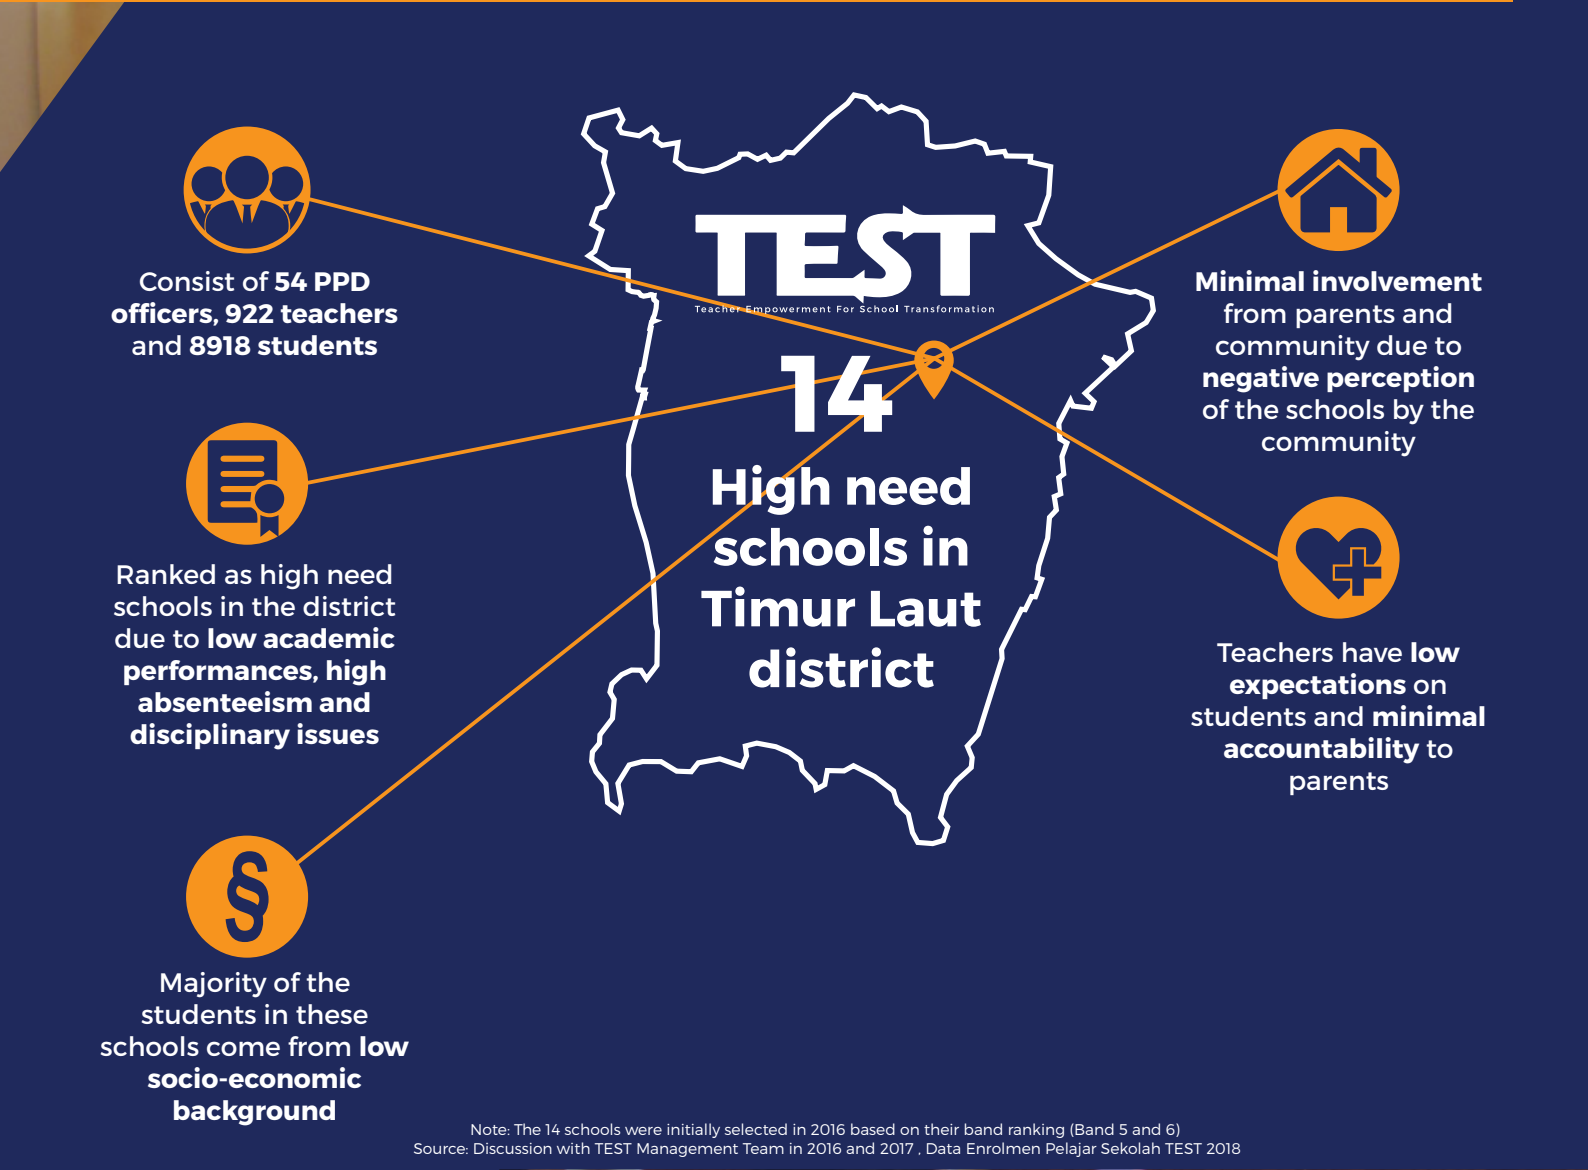 TEST
Teacher Empowerment For School Transformation
14
High need
schools in
Timur Laut
district
Consist of 54 PPD
officers, 922 teachers
and 8918 students
Ranked as high need
schools in the district
due to low academic
performances, high
absenteeism and
disciplinary issues
Majority of the
students in these
schools come from low
socio-economic
background
Minimal involvement
from parents and
community due to
negative perception
of the schools by the
community
Teachers have low
expectations on
students and minimal
accountability to
parents
Note: The 14 schools were initially selected in 2016 based on their band ranking (Band 5 and 6)
Source: Discussion with TEST Management Team in 2016 and 2017 , Data Enrolmen Pelajar Sekolah TEST 2018